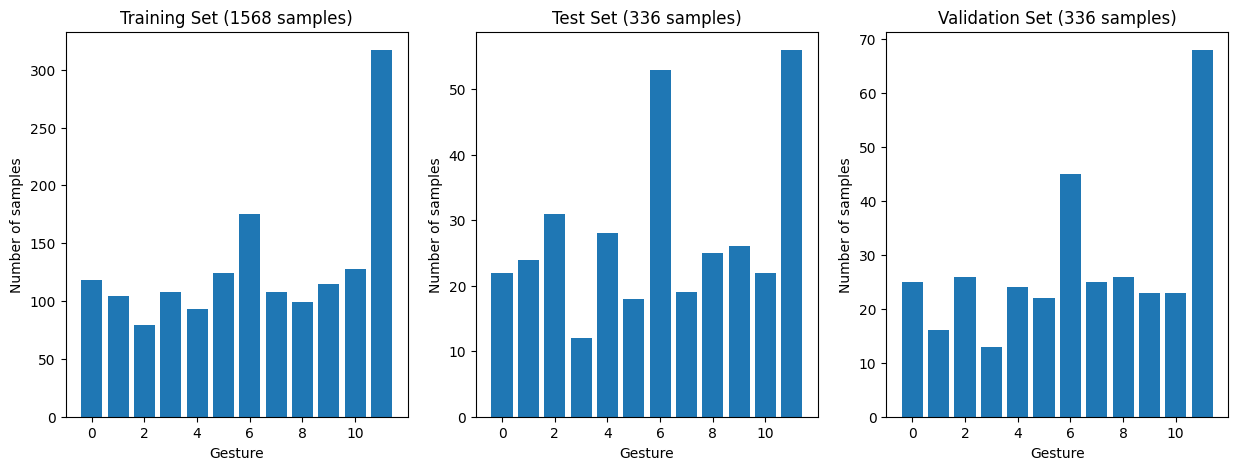 Training Set (1568 samples)
Number of samples
300
250
200
150
100
50
0
0 2 4 6 8 10
Gesture
Test Set (336 samples)
Number of samples
50
40
30
20
10
0
0 2 4 6 8 10
Gesture
Validation Set (336 samples)
Number of samples
70
60
50
40
30
20
10
0
0 2 4 6 8 10
Gesture